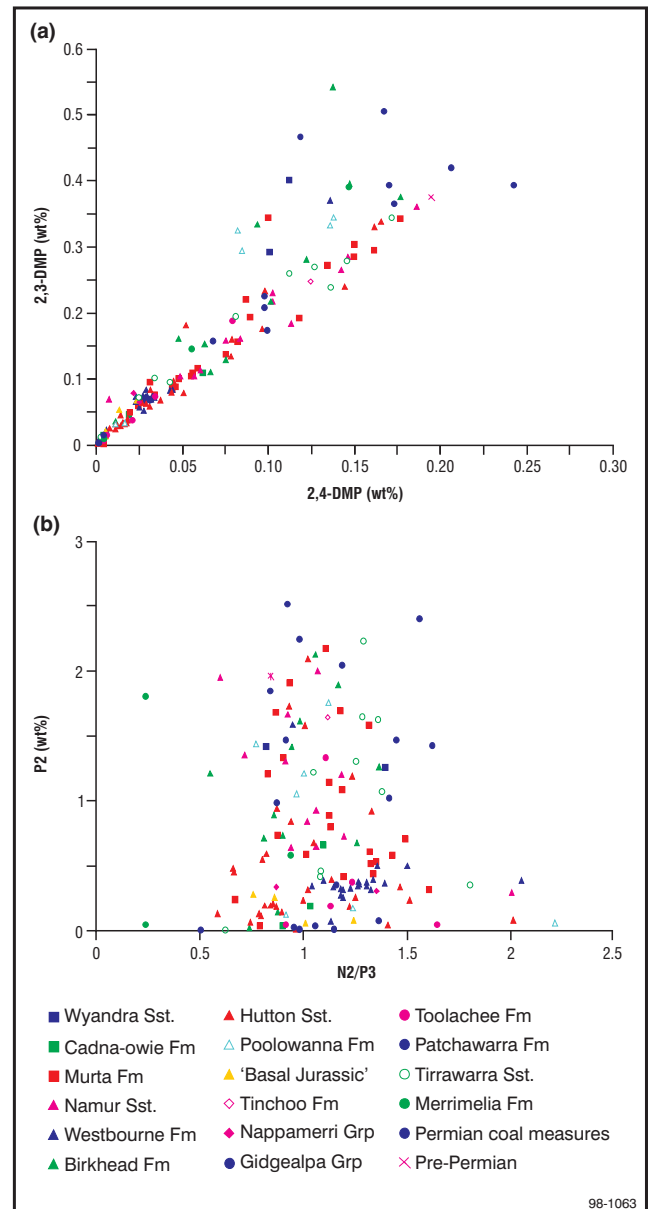 (a)
0.6
0.5
0.4
0.3
0.2
0.1
0
2,3-DMP (wt%)
0 0.05 0.10 0.15 0.20 0.25 0.30
2,4-DMP (wt%)
(b)
3
2
1
0
P2 (wt%)
0 0.5 1 1.5 2 2.5
N2/P3
Wyandra Sst. Hutton Sst. Toolachee Fm
Cadna-owie Fm Poolowanna Fm Patchawarra Fm
Murta Fm 'Basal Jurassic' Tirrawarra Sst.
Namur Sst. Tinchoo Fm Merrimelia Fm
Westbourne Fm Nappamerri Grp Permian coal measures
Birkhead Fm Gidgealpa Grp Pre-Permian
98-1063